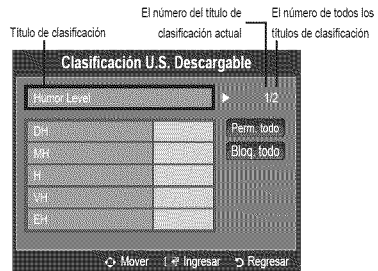 El número del título de
clasificación actual
El número de todos los
títulos de clasificación
Título de clasificación
Clasificación U.S. Descargable
Humor Level
1/2
DH
MH
H
VH
EH
Perm. todo
Bloq. todo
Mover
Ingresar
Regresar